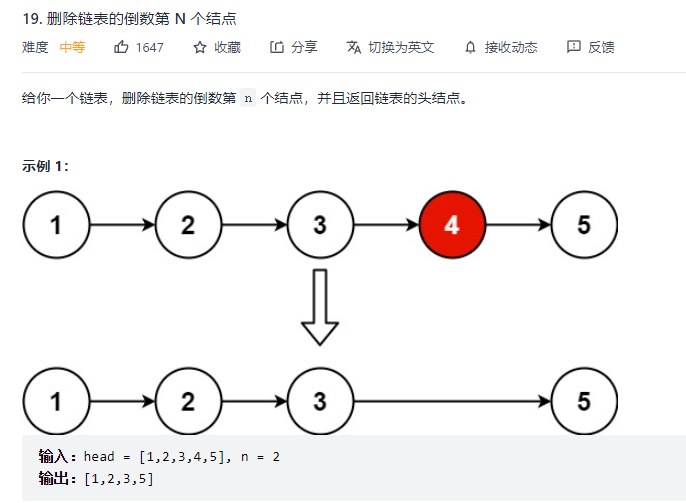 19. 删除链表的倒数第 N 个结点
难度 中等 1647 收藏 分享 切换为英文 接收动态 反馈
给你一个链表，删除链表的倒数第 n 个结点，并且返回链表的头结点。
示例 1：
1 2 3 4 5
1 2 3 5
输入：head = [1,2,3,4,5], n = 2
输出：[1,2,3,5]